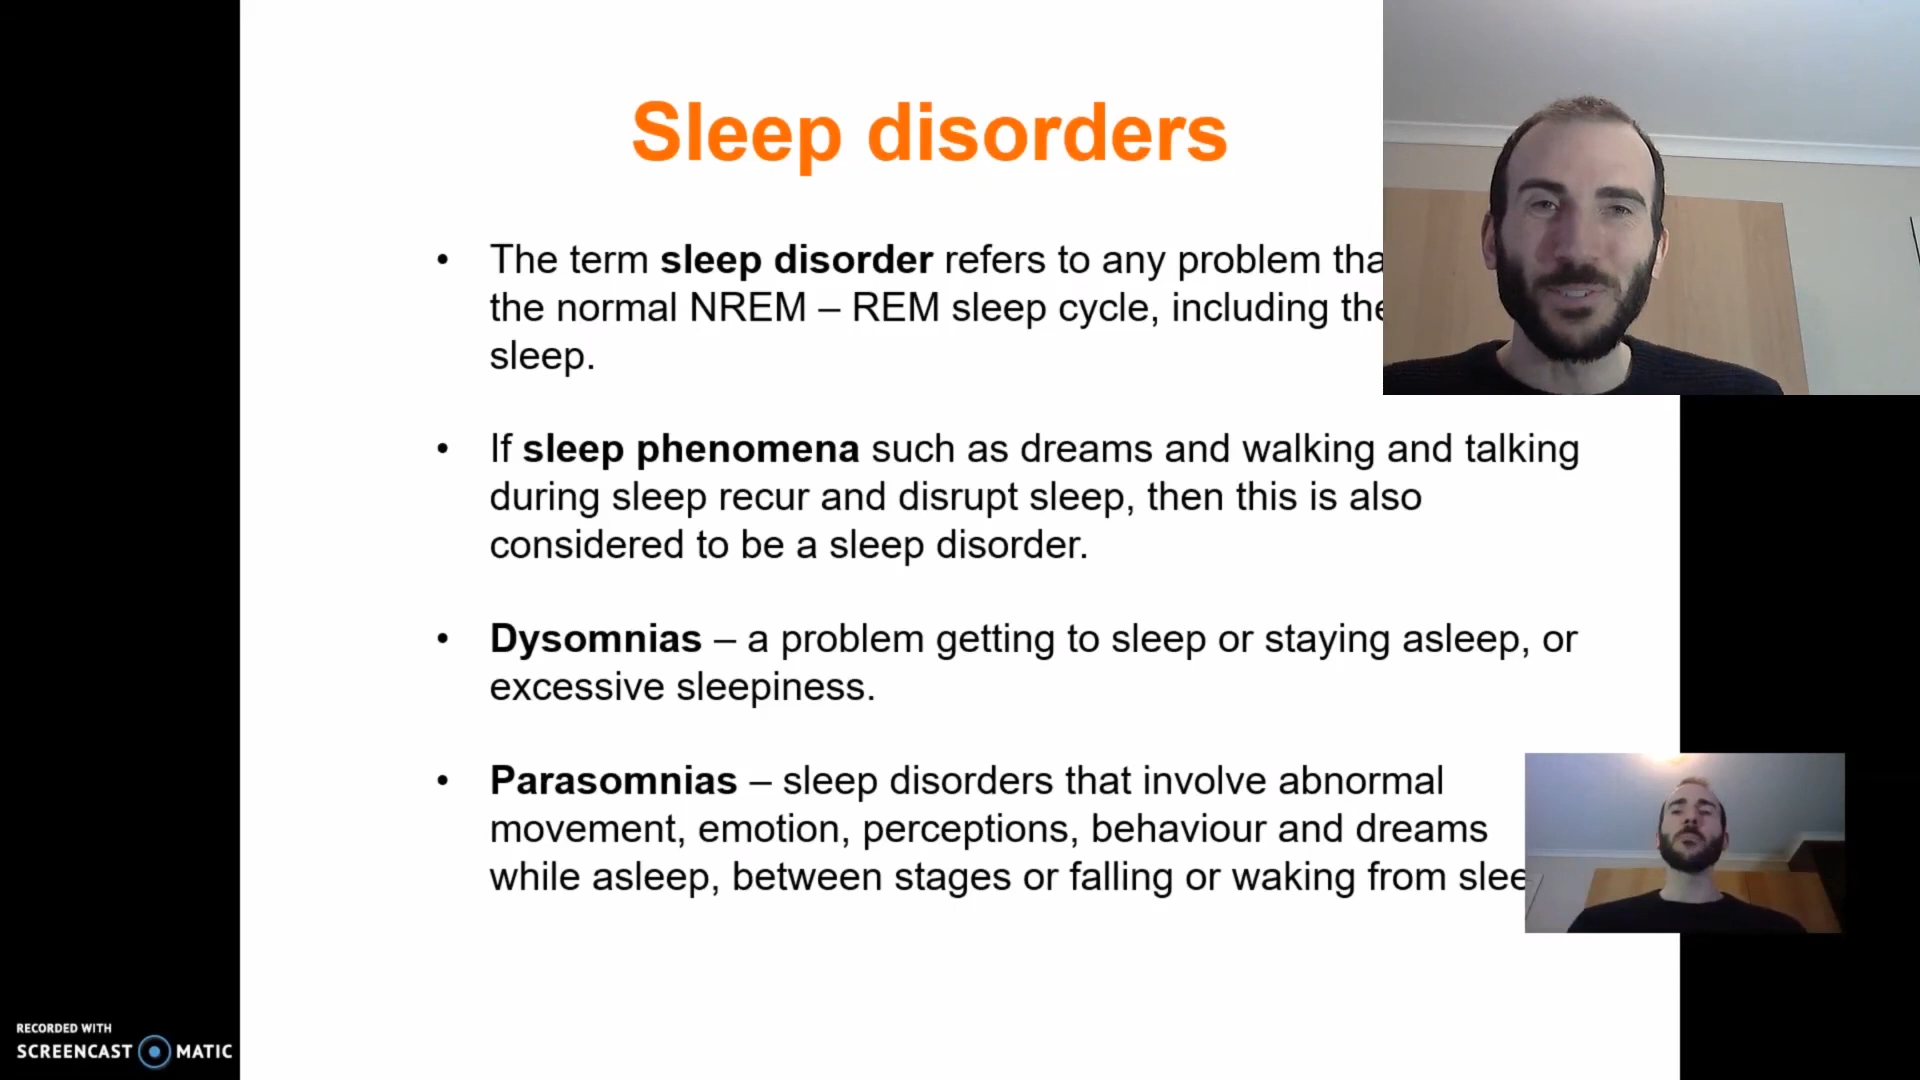 Sleep disorders
• The term sleep disorder refers to any problem
the normal NREM – REM sleep cycle, including
sleep.
• If sleep phenomena such as dreams and walking and talking
during sleep recur and disrupt sleep, then this is also
considered to be a sleep disorder.
• Dysomnias – a problem getting to sleep or staying asleep, or
excessive sleepiness.
• Parasomnias – sleep disorders that involve abnormal
movement, emotion, perceptions, behaviour and dreams
while asleep, between stages or falling or waking from
RECORDED WITH
SCREENCAST MATIC